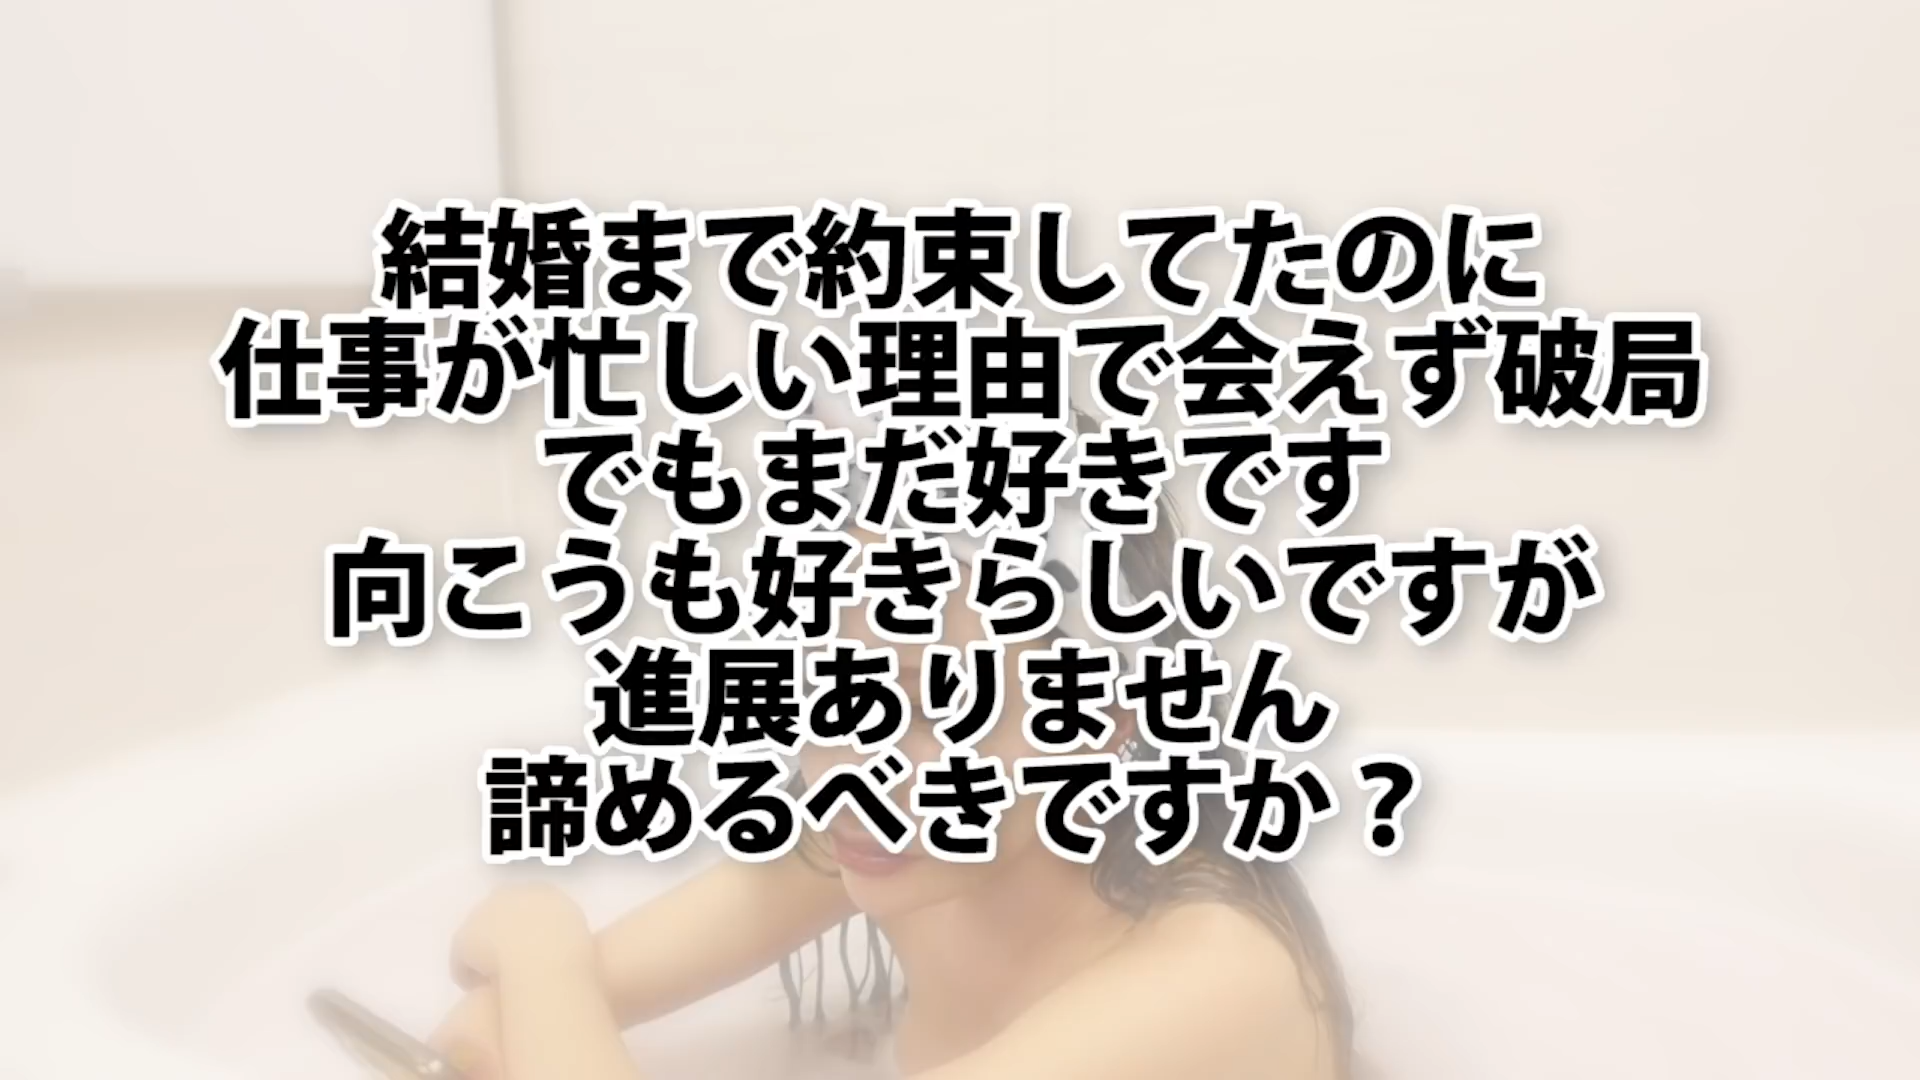 結婚まで約束してたのに
仕事が忙しい理由で会えず破局
でもまだ好きです
向こうも好きらしいですが
進展ありません
諦めるべきですか？